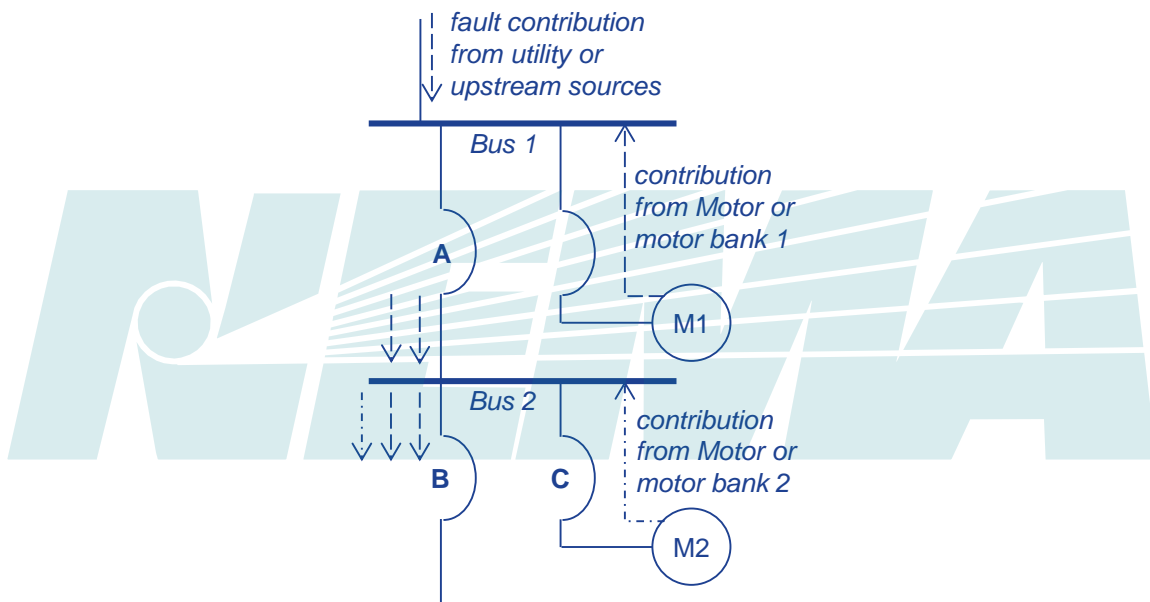 fault contribution
from utility or
upstream sources
Bus 1
contribution
from Motor or
motor bank 1
A
M1
Bus 2
contribution
from Motor or
motor bank 2
B
C
M2
NEMA